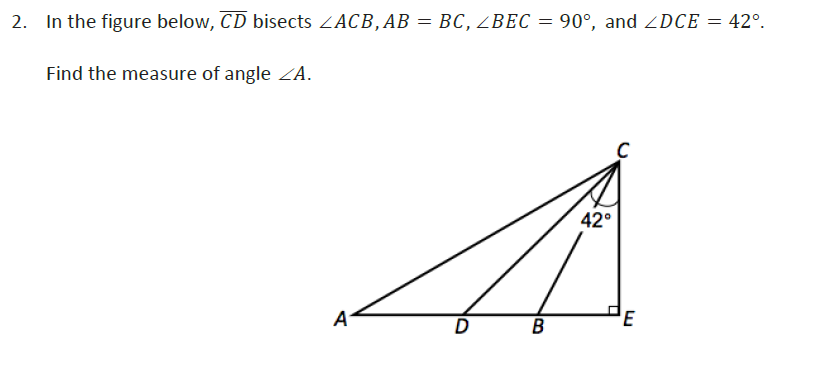 2. In the figure below, C̅D̅ bisects ∠ACB, AB = BC, ∠BEC = 90°, and ∠DCE = 42°.
Find the measure of angle ∠A.
C
42°
A
D
B
E